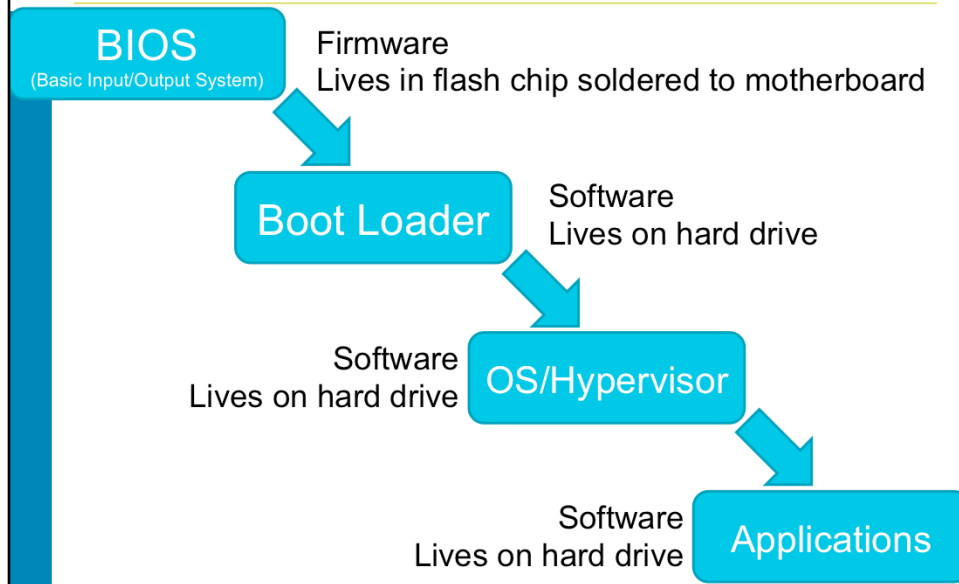 BIOS
(Basic Input/Output System)
Firmware
Lives in flash chip soldered to motherboard
Boot Loader
Software
Lives on hard drive
Software
Lives on hard drive
OS/Hypervisor
Software
Lives on hard drive
Applications